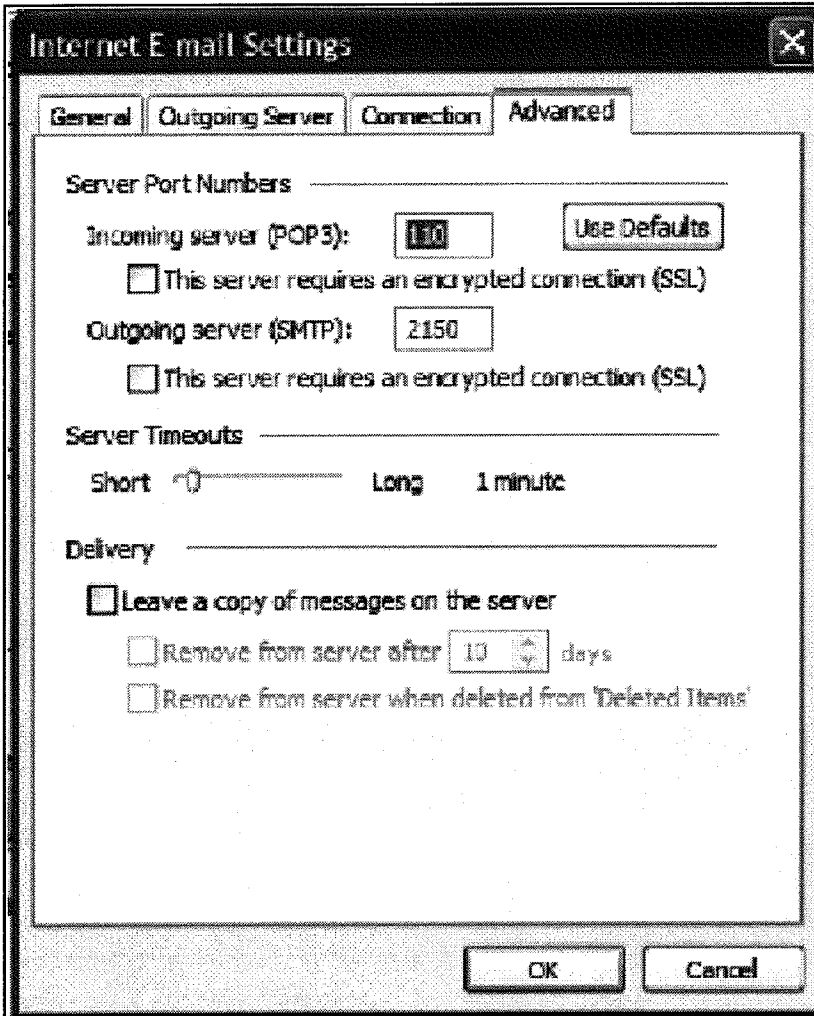 Internet E-mail Settings
General Outgoing Server Connection Advanced
Server Port Numbers
Incoming server (POP3): 110 Use Defaults
This server requires an encrypted connection (SSL)
Outgoing server (SMTP): 2150
This server requires an encrypted connection (SSL)
Server Timeouts
Short Long 1 minute
Delivery
Leave a copy of messages on the server
Remove from server after 10 days
Remove from server when deleted from 'Deleted Items'
OK Cancel